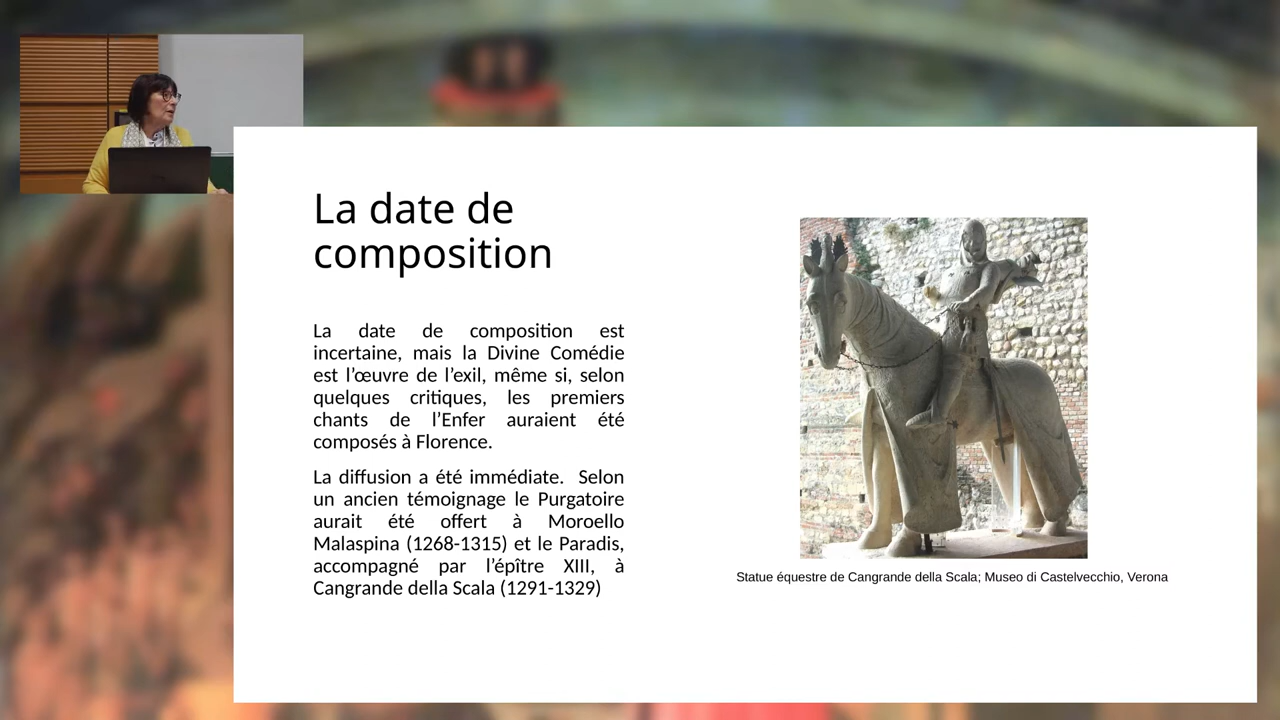 La date de
composition
La date de composition est
incertaine, mais la Divine Comédie
est l’œuvre de l’exil, même si, selon
quelques critiques, les premiers
chants de l’Enfer auraient été
composés à Florence.
La diffusion a été immédiate.  Selon
un ancien témoignage le Purgatoire
aurait été offert à Moroello
Malaspina (1268-1315) et le Paradis,
accompagné par l’épître XIII, à
Cangrande della Scala (1291-1329)
Statue équestre de Cangrande della Scala; Museo di Castelvecchio, Verona